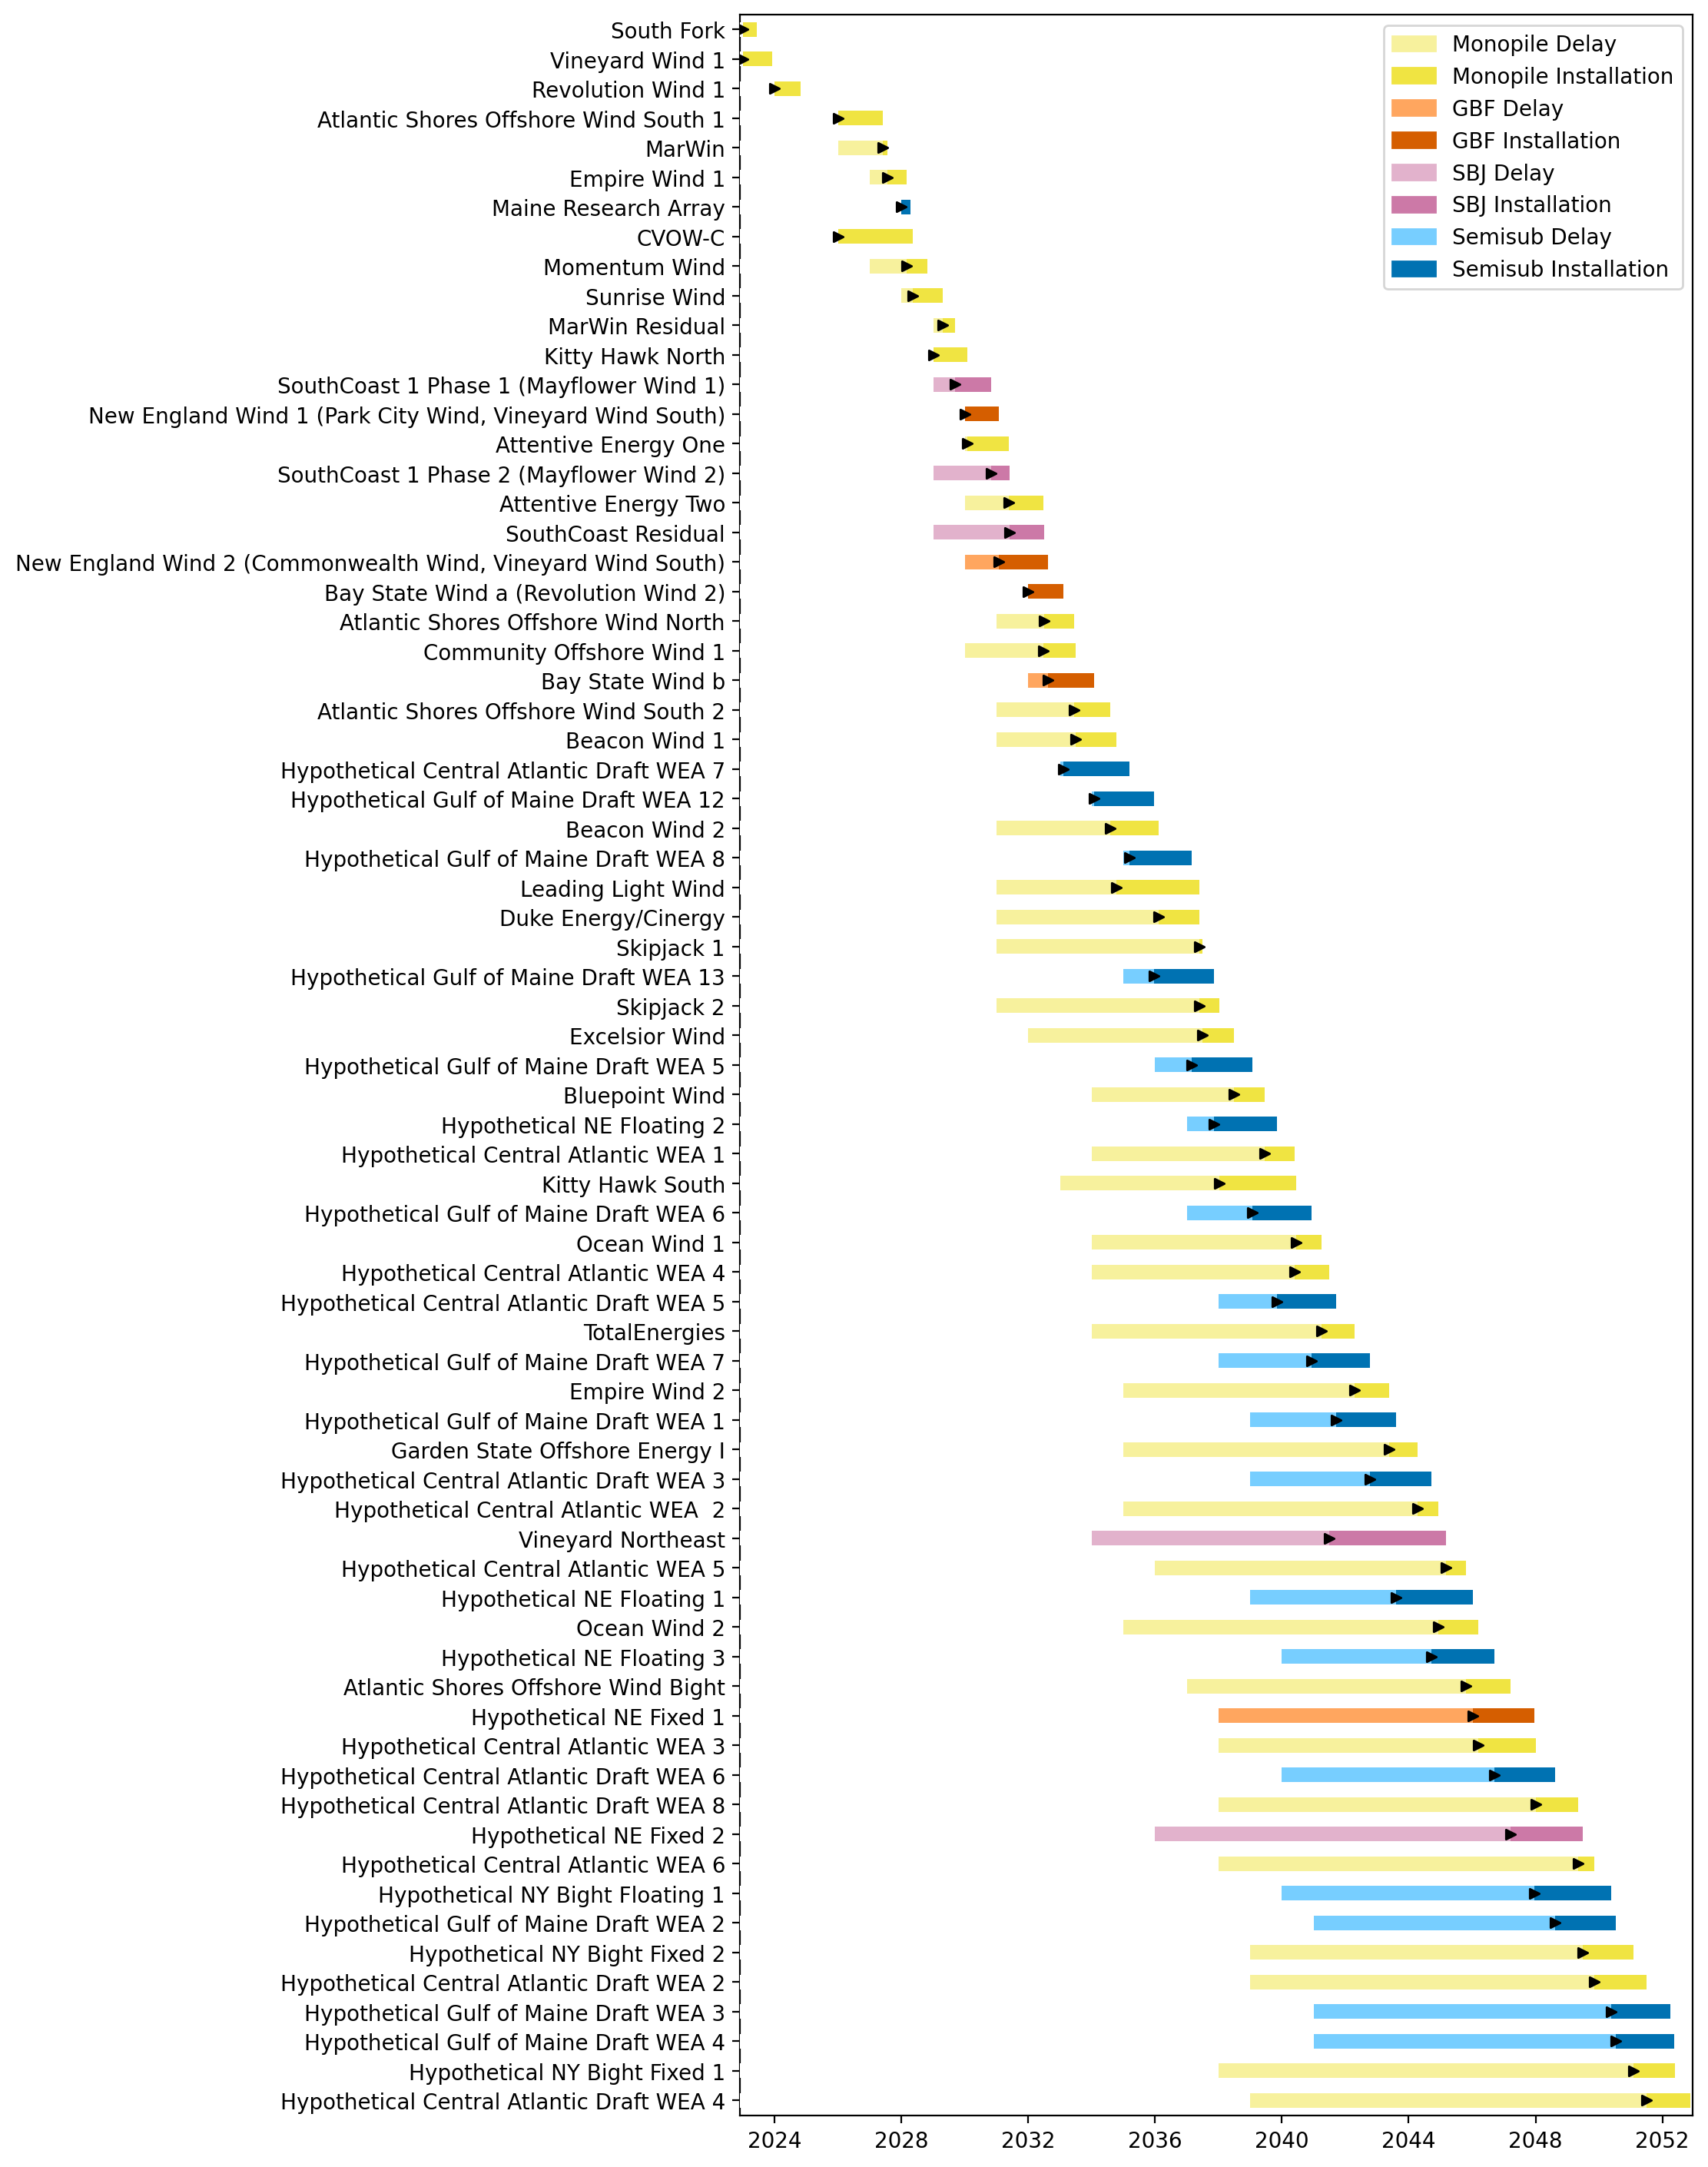 South Fork
Vineyard Wind 1
Revolution Wind 1
Atlantic Shores Offshore Wind South 1
MarWin
Empire Wind 1
Maine Research Array
CVOW-C
Momentum Wind
Sunrise Wind
MarWin Residual
Kitty Hawk North
SouthCoast 1 Phase 1 (Mayflower Wind 1)
New England Wind 1 (Park City Wind, Vineyard Wind South)
Attentive Energy One
SouthCoast 1 Phase 2 (Mayflower Wind 2)
Attentive Energy Two
SouthCoast Residual
New England Wind 2 (Commonwealth Wind, Vineyard Wind South)
Bay State Wind a (Revolution Wind 2)
Atlantic Shores Offshore Wind North
Community Offshore Wind 1
Bay State Wind b
Atlantic Shores Offshore Wind South 2
Beacon Wind 1
Hypothetical Central Atlantic Draft WEA 7
Hypothetical Gulf of Maine Draft WEA 12
Beacon Wind 2
Hypothetical Gulf of Maine Draft WEA 8
Leading Light Wind
Duke Energy/Cinergy
Skipjack 1
Hypothetical Gulf of Maine Draft WEA 13
Skipjack 2
Excelsior Wind
Hypothetical Gulf of Maine Draft WEA 5
Bluepoint Wind
Hypothetical NE Floating 2
Hypothetical Central Atlantic WEA 1
Kitty Hawk South
Hypothetical Gulf of Maine Draft WEA 6
Ocean Wind 1
Hypothetical Central Atlantic WEA 4
Hypothetical Central Atlantic Draft WEA 5
TotalEnergies
Hypothetical Gulf of Maine Draft WEA 7
Empire Wind 2
Hypothetical Gulf of Maine Draft WEA 1
Garden State Offshore Energy I
Hypothetical Central Atlantic Draft WEA 3
Hypothetical Central Atlantic WEA  2
Vineyard Northeast
Hypothetical Central Atlantic WEA 5
Hypothetical NE Floating 1
Ocean Wind 2
Hypothetical NE Floating 3
Atlantic Shores Offshore Wind Bight
Hypothetical NE Fixed 1
Hypothetical Central Atlantic WEA 3
Hypothetical Central Atlantic Draft WEA 6
Hypothetical Central Atlantic Draft WEA 8
Hypothetical NE Fixed 2
Hypothetical Central Atlantic WEA 6
Hypothetical NY Bight Floating 1
Hypothetical Gulf of Maine Draft WEA 2
Hypothetical NY Bight Fixed 2
Hypothetical Central Atlantic Draft WEA 2
Hypothetical Gulf of Maine Draft WEA 3
Hypothetical Gulf of Maine Draft WEA 4
Hypothetical NY Bight Fixed 1
Hypothetical Central Atlantic Draft WEA 4
Monopile Delay
Monopile Installation
GBF Delay
GBF Installation
SBJ Delay
SBJ Installation
Semisub Delay
Semisub Installation
2024 2028 2032 2036 2040 2044 2048 2052